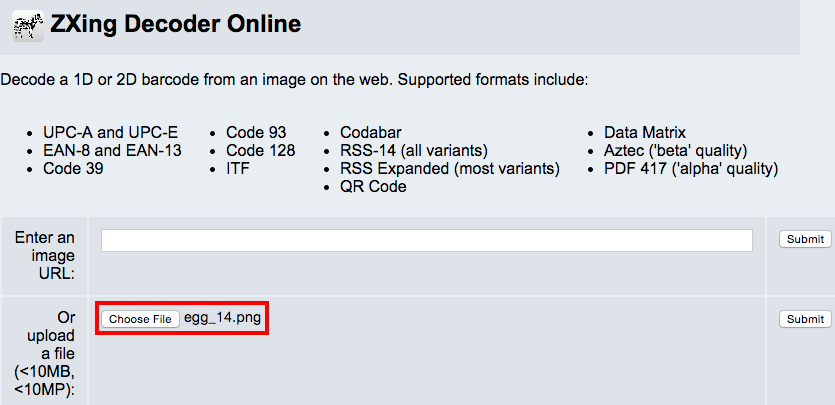 ZXing Decoder Online
Decode a 1D or 2D barcode from an image on the web. Supported formats include:
UPC-A and UPC-E
EAN-8 and EAN-13
Code 39
Code 93
Code 128
ITF
Codabar
RSS-14 (all variants)
RSS Expanded (most variants)
QR Code
Data Matrix
Aztec ('beta' quality)
PDF 417 ('alpha' quality)
Enter an
image
URL:
Submit
Or
upload
a file
(<10MB,
<10MP):
Choose File egg_14.png
Submit